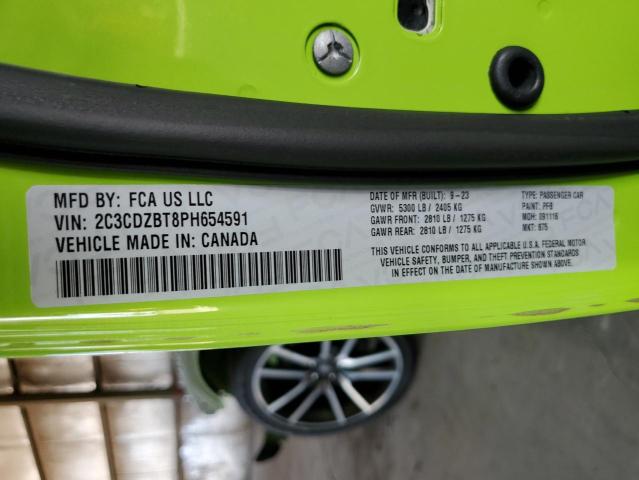 MFD BY: FCA US LLC
VIN: 2C3CDZBT8PH654591
VEHICLE MADE IN: CANADA
DATE OF MFR (BUILT): 9-23
GVWR: 5300 LB / 2405 KG
GAWR FRONT: 2810 LB / 1275 KG
GAWR REAR: 2810 LB / 1275 KG
TYPE: PASSENGER CAR
PAINT: PFB
MDH: 091116
MKT: 875
THIS VEHICLE CONFORMS TO ALL APPLICABLE U.S.A. FEDERAL MOTOR
VEHICLE SAFETY, BUMPER, AND THEFT PREVENTION STANDARDS
IN EFFECT ON THE DATE OF MANUFACTURE SHOWN ABOVE.